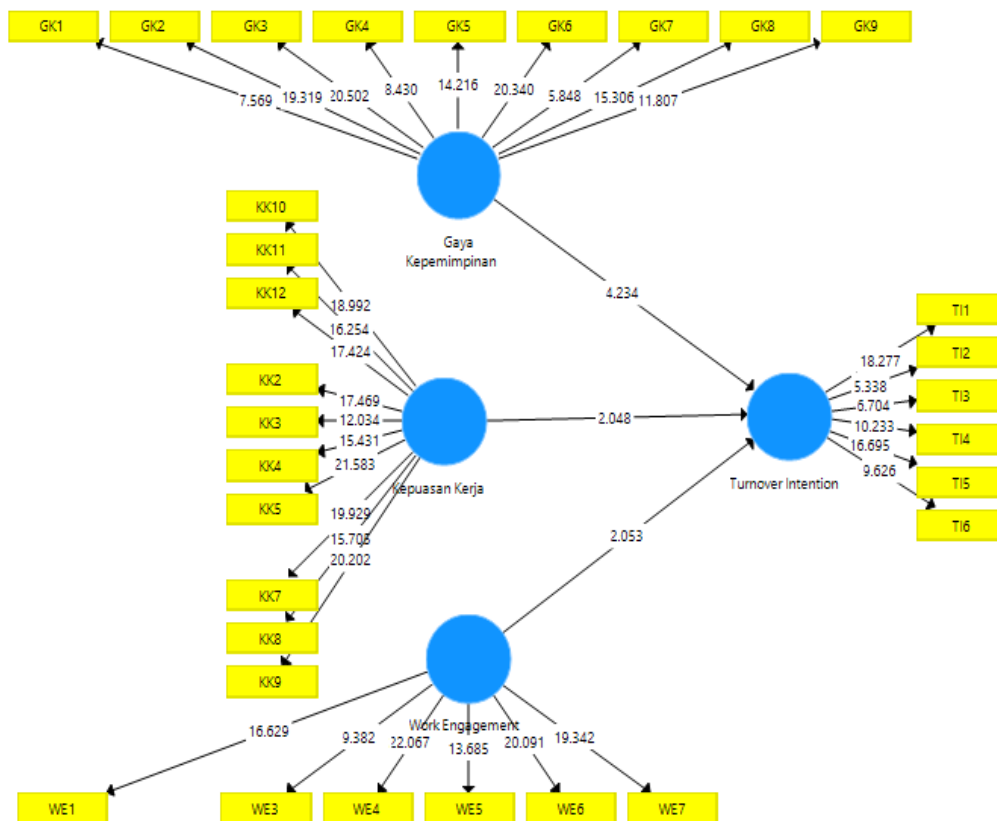 GK1 GK2 GK3 GK4 GK5 GK6 GK7 GK8 GK9
7.569 19.319 20.502 8.430 14.216 20.340 5.848 15.306 11.807
Gaya
Kepemimpinan
KK10
KK11
KK12
18.992
16.254
17.424
KK2
KK3
KK4
KK5
17.469
12.034
15.431
21.583
Kepuasan Kerja
19.929
15.705
20.202
KK7
KK8
KK9
4.234
2.048
2.053
Turnover Intention
18.277
5.338
6.704
10.233
16.695
9.626
TI1
TI2
TI3
TI4
TI5
TI6
Work Engagement
16.629 9.382 22.067 13.685 20.091 19.342
WE1 WE3 WE4 WE5 WE6 WE7